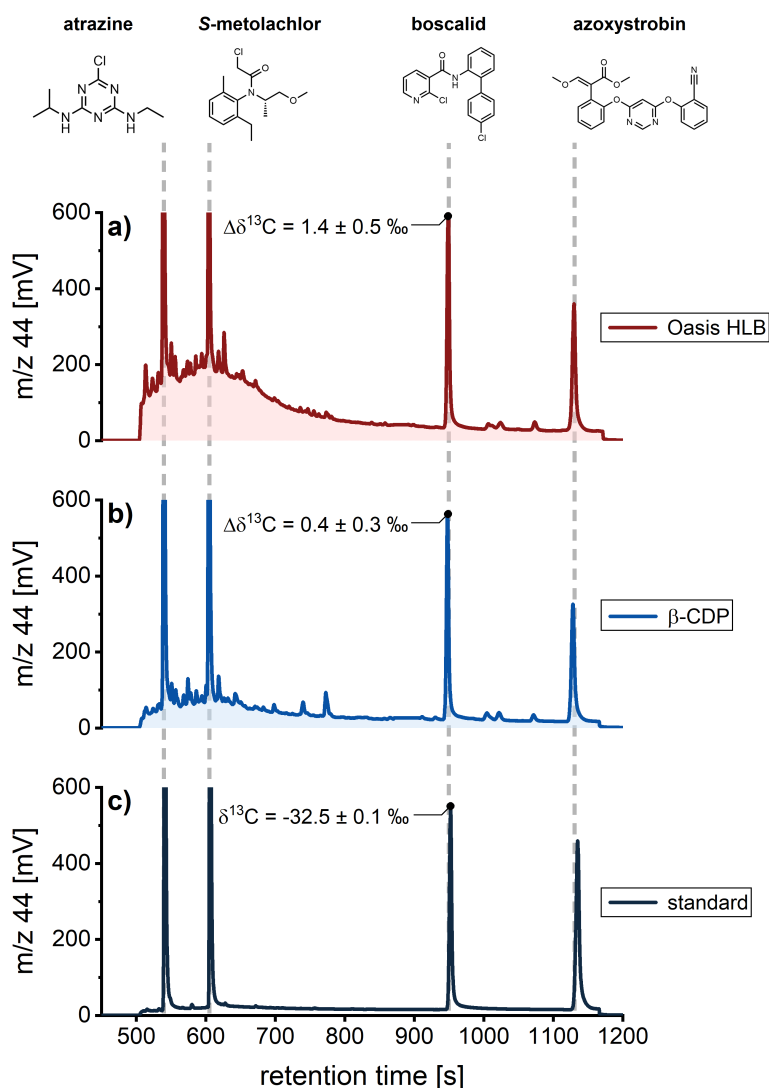 atrazine S-metolachlor boscalid azoxystrobin
Cl
N N
N
N
H
N
H
Cl
O
N
O
O
N
H
N Cl
Cl
O
O
O
O
N N
O
N
a)
600
400
200
0
m/z 44 [mV]
Δδ¹³C = 1.4 ± 0.5 ‰
Oasis HLB
b)
600
400
200
0
m/z 44 [mV]
Δδ¹³C = 0.4 ± 0.3 ‰
β-CDP
c)
600
400
200
0
m/z 44 [mV]
δ¹³C = -32.5 ± 0.1 ‰
standard
500 600 700 800 900 1000 1100 1200
retention time [s]